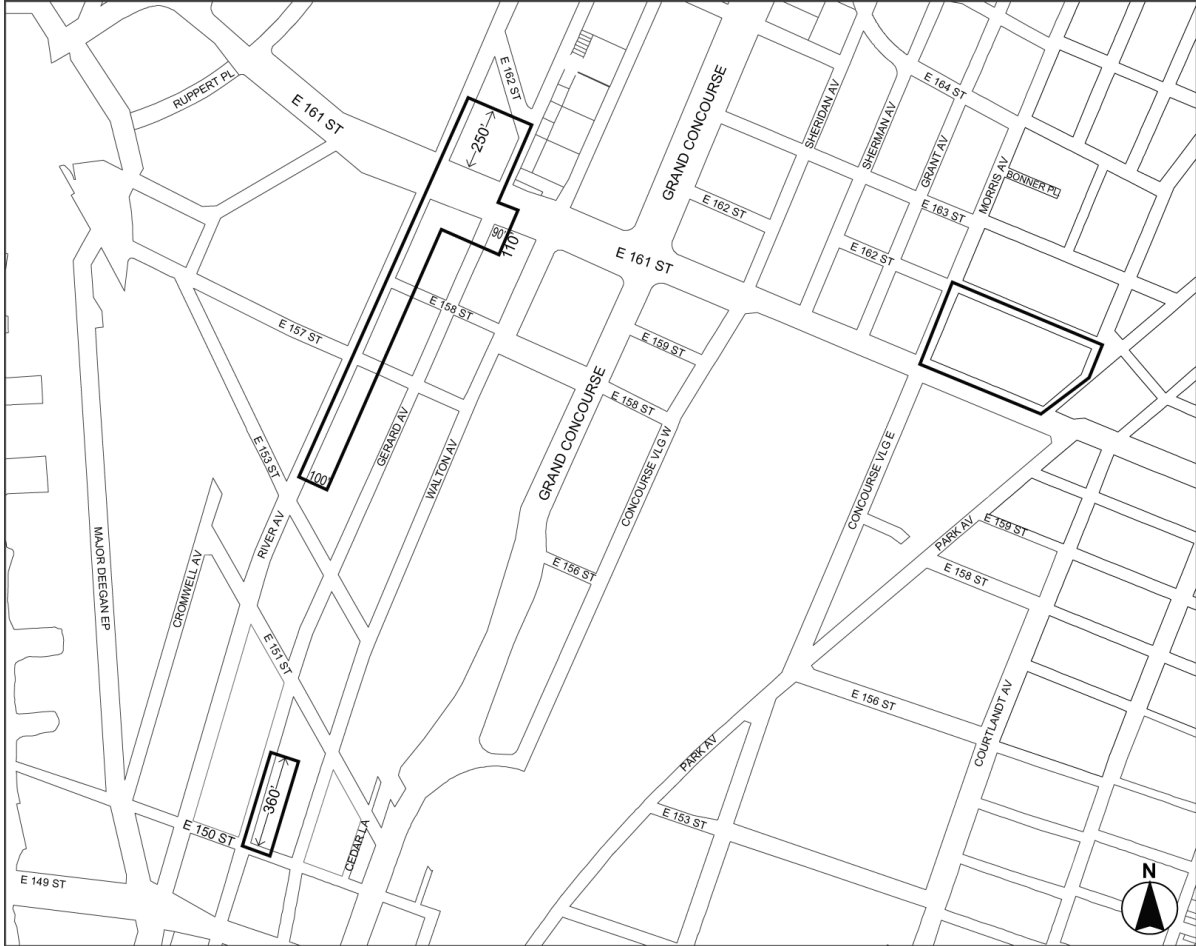 E 162 ST
RUPPERT PL
E 161 ST
250'
GRAND CONCOURSE
SHERIDAN AV
SHERMAN AV
E 164 ST
GRANT AV
MORRIS AV
BONNER PL
E 162 ST
E 163 ST
90'
110'
E 161 ST
E 162 ST
E 157 ST
E 158 ST
E 159 ST
E 158 ST
GRAND CONCOURSE
GERARD AV
WALTON AV
CONCOURSE VLG W
CONCOURSE VLG E
E 153 ST
100'
RIVER AV
MAJOR DEEGAN EP
CROMWELL AV
E 156 ST
PARK AV
E 159 ST
E 158 ST
E 151 ST
E 156 ST
COURTLANDT AV
PARK AV
360'
E 153 ST
E 150 ST
CEDAR LA
E 149 ST
N